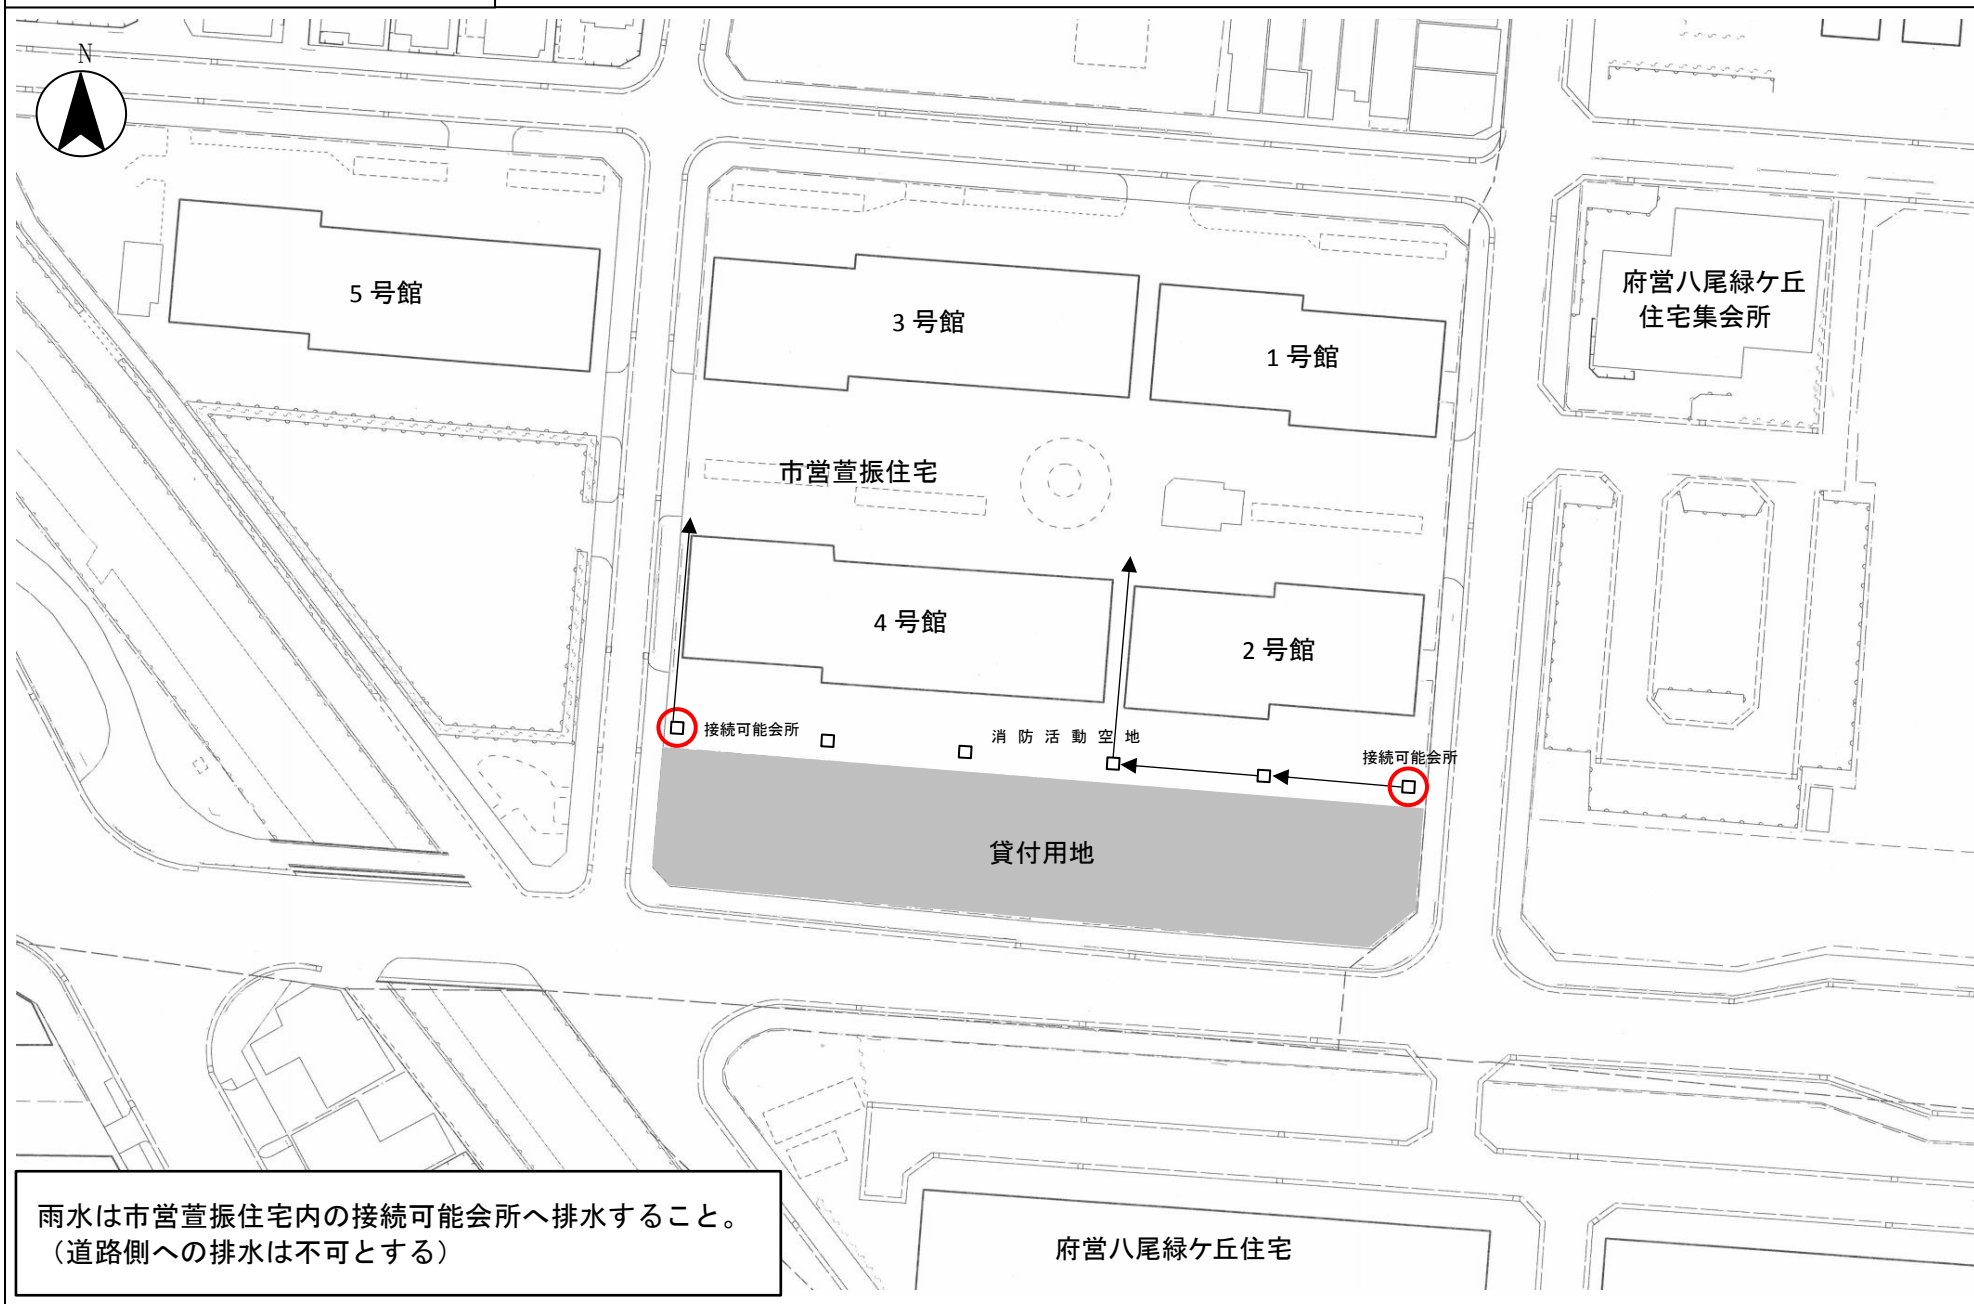 N
5 号館
3 号館
1 号館
府営八尾緑ケ丘
住宅集会所
市営萱振住宅
4 号館
2 号館
接続可能会所
消防活動空地
接続可能会所
貸付用地
雨水は市営萱振住宅内の接続可能会所へ排水すること。
（道路側への排水は不可とする）
府営八尾緑ケ丘住宅